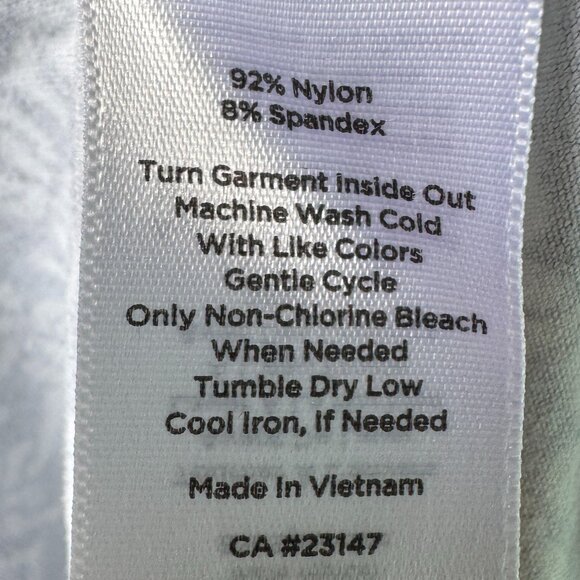 92% Nylon
8% Spandex
Turn Garment Inside Out
Machine Wash Cold
With Like Colors
Gentle Cycle
Only Non-Chlorine Bleach
When Needed
Tumble Dry Low
Cool Iron, If Needed
Made In Vietnam
CA #23147